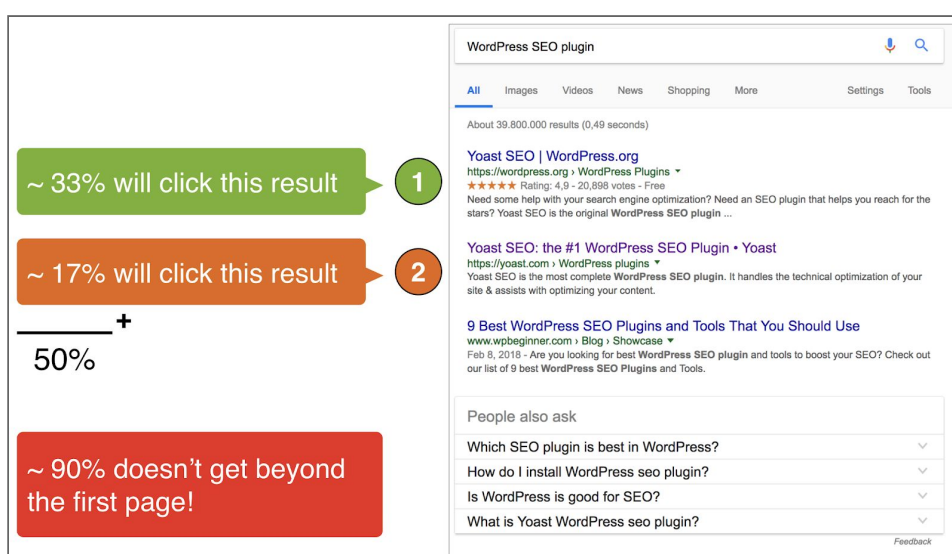 ~ 33% will click this result
1
~ 17% will click this result
2
+
50%
~ 90% doesn't get beyond
the first page!
WordPress SEO plugin
All Images Videos News Shopping More Settings Tools
About 39.800.000 results (0,49 seconds)
Yoast SEO | WordPress.org
https://wordpress.org › WordPress Plugins ▼
★★★★★ Rating: 4,9 - 20,898 votes - Free
Need some help with your search engine optimization? Need an SEO plugin that helps you reach for the
stars? Yoast SEO is the original WordPress SEO plugin ...
Yoast SEO: the #1 WordPress SEO Plugin • Yoast
https://yoast.com › WordPress plugins ▼
Yoast SEO is the most complete WordPress SEO plugin. It handles the technical optimization of your
site & assists with optimizing your content.
9 Best WordPress SEO Plugins and Tools That You Should Use
www.wpbeginner.com › Blog › Showcase ▼
Feb 8, 2018 - Are you looking for best WordPress SEO plugin and tools to boost your SEO? Check out
our list of 9 best WordPress SEO Plugins and Tools.
People also ask
Which SEO plugin is best in WordPress?
How do I install WordPress seo plugin?
Is WordPress is good for SEO?
What is Yoast WordPress seo plugin?
Feedback